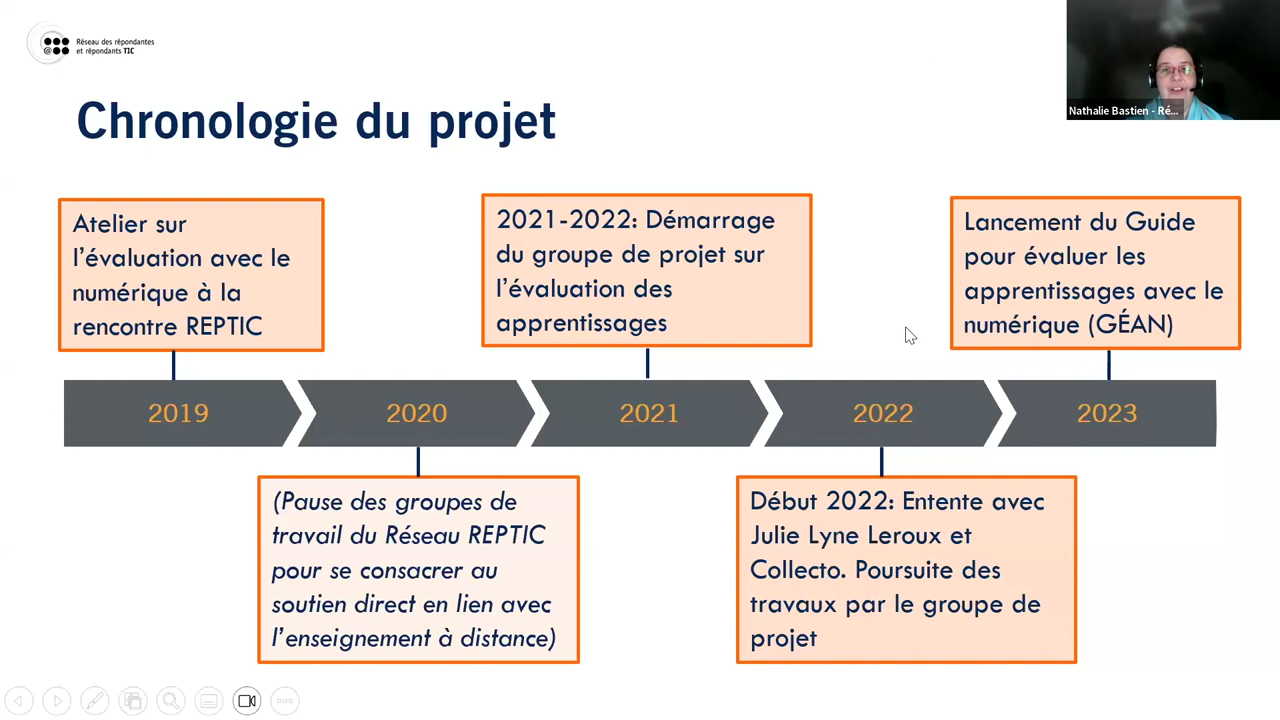 Réseau des répondantes
et répondants TIC
Nathalie Bastien - Ré...
Chronologie du projet
Atelier sur
l'évaluation avec le
numérique à la
rencontre REPTIC
2021-2022: Démarrage
du groupe de projet sur
l'évaluation des
apprentissages
Lancement du Guide
pour évaluer les
apprentissages avec le
numérique (GÉAN)
2019
2020
2021
2022
2023
(Pause des groupes de
travail du Réseau REPTIC
pour se consacrer au
soutien direct en lien avec
l'enseignement à distance)
Début 2022: Entente avec
Julie Lyne Leroux et
Collecto. Poursuite des
travaux par le groupe de
projet